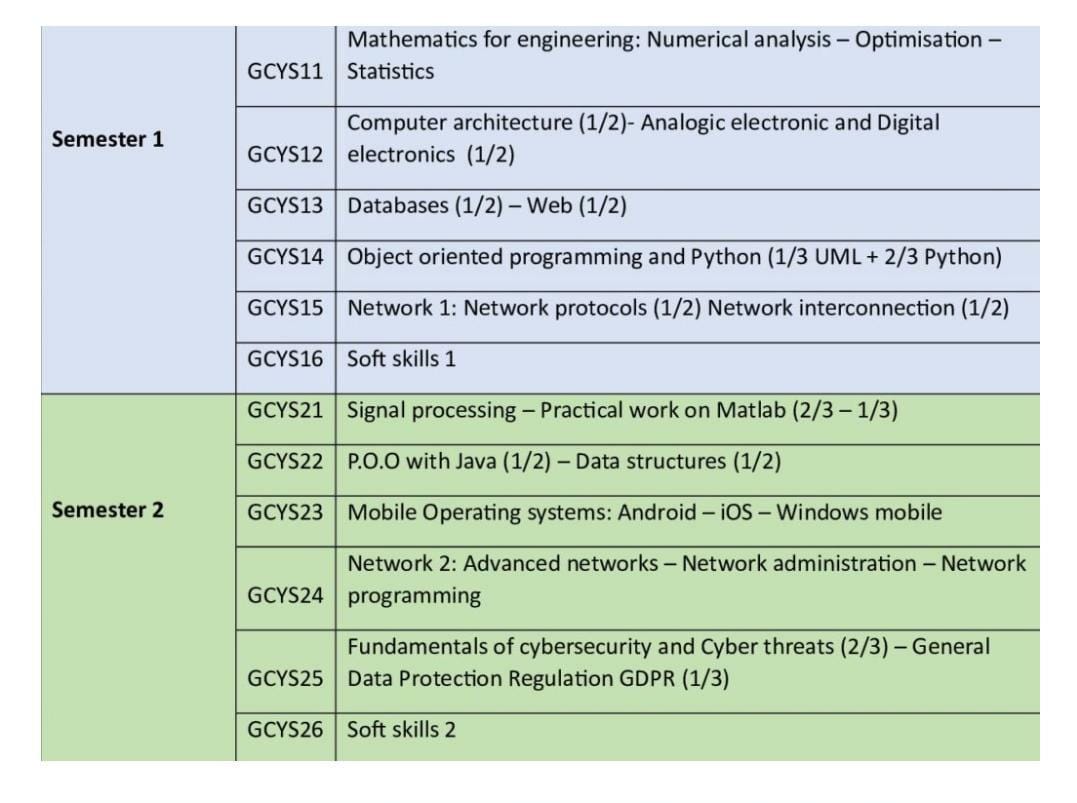 Semester 1
GCYS11
Mathematics for engineering: Numerical analysis – Optimisation –
Statistics
GCYS12
Computer architecture (1/2)- Analogic electronic and Digital
electronics (1/2)
GCYS13 Databases (1/2) – Web (1/2)
GCYS14 Object oriented programming and Python (1/3 UML + 2/3 Python)
GCYS15 Network 1: Network protocols (1/2) Network interconnection (1/2)
GCYS16 Soft skills 1
Semester 2
GCYS21 Signal processing – Practical work on Matlab (2/3 – 1/3)
GCYS22 P.O.O with Java (1/2) – Data structures (1/2)
GCYS23 Mobile Operating systems: Android – iOS – Windows mobile
GCYS24
Network 2: Advanced networks – Network administration – Network
programming
GCYS25
Fundamentals of cybersecurity and Cyber threats (2/3) – General
Data Protection Regulation GDPR (1/3)
GCYS26 Soft skills 2